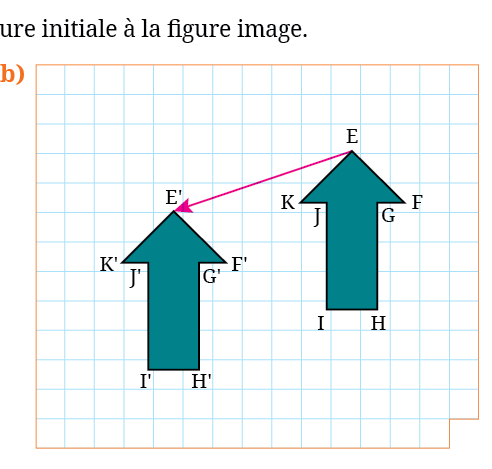 ure initiale à la figure image.
b)
E
E'
K
J
G
F
K'
J'
G'
F'
I
H
I'
H'